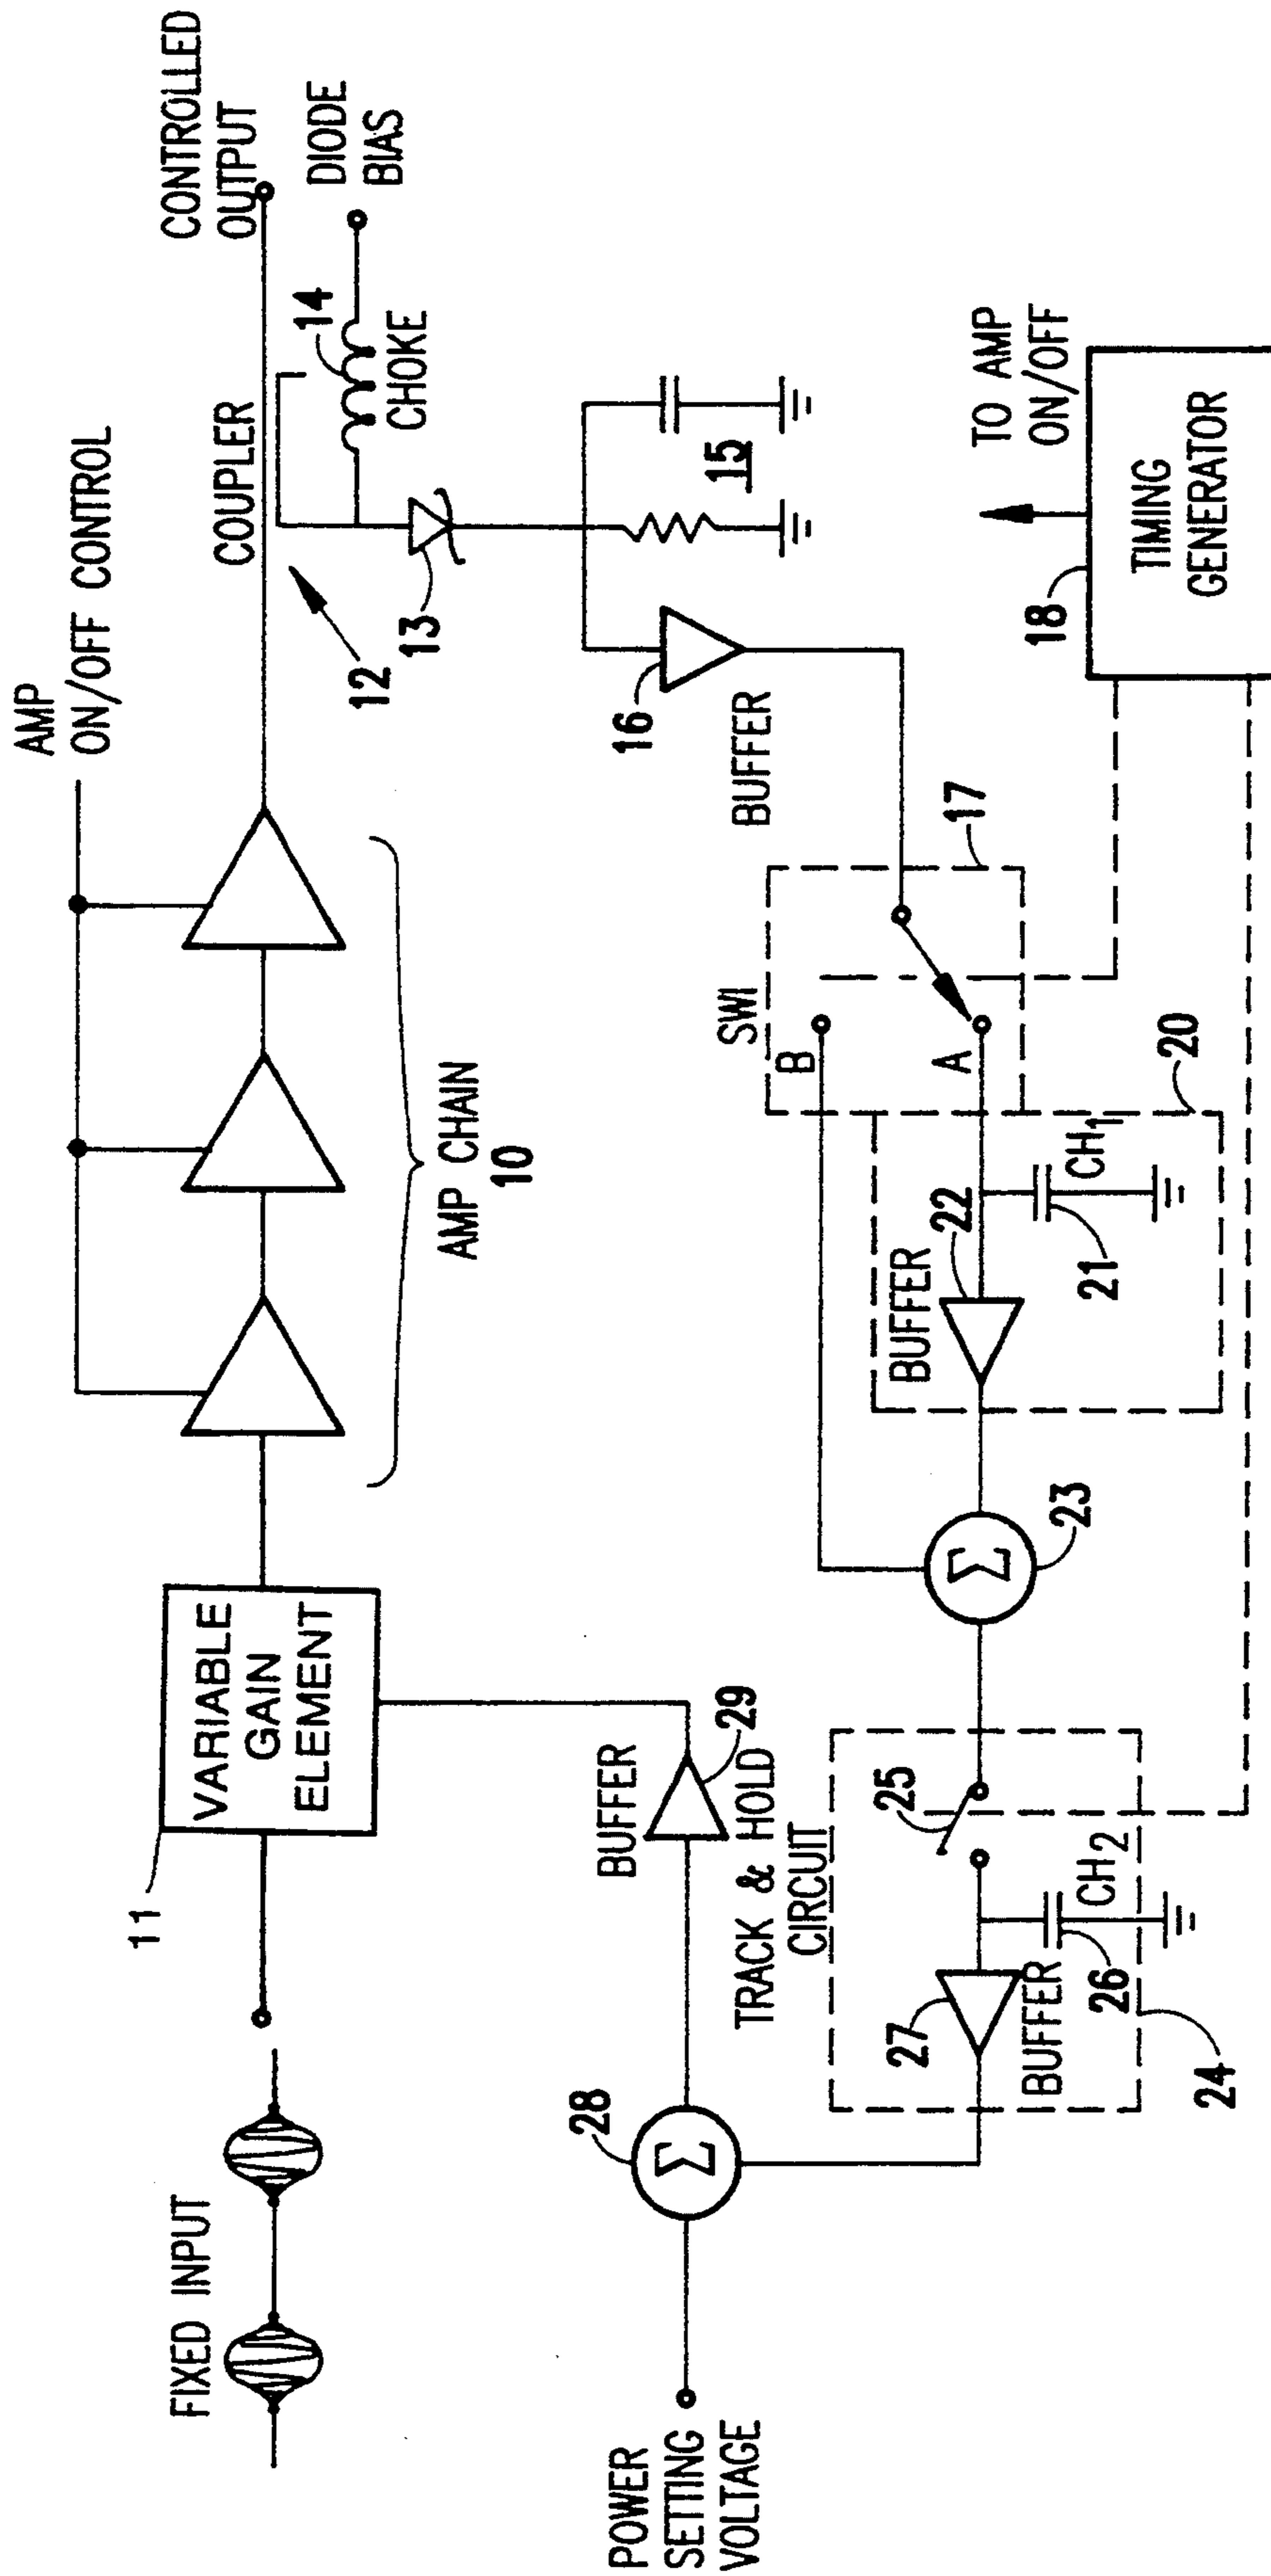 FIXED INPUT
11
VARIABLE
GAIN
ELEMENT
AMP
ON/OFF CONTROL
AMP CHAIN
10
COUPLER
12
CONTROLLED
OUTPUT
14
CHOKE
DIODE
BIAS
13
15
16
BUFFER
POWER
SETTING
VOLTAGE
28
BUFFER
29
TRACK & HOLD
CIRCUIT
27
BUFFER
25
CH2
26
24
Σ
Σ
23
BUFFER
22
CH1
21
20
SWI
B
A
17
18
TO AMP
ON/OFF
TIMING
GENERATOR